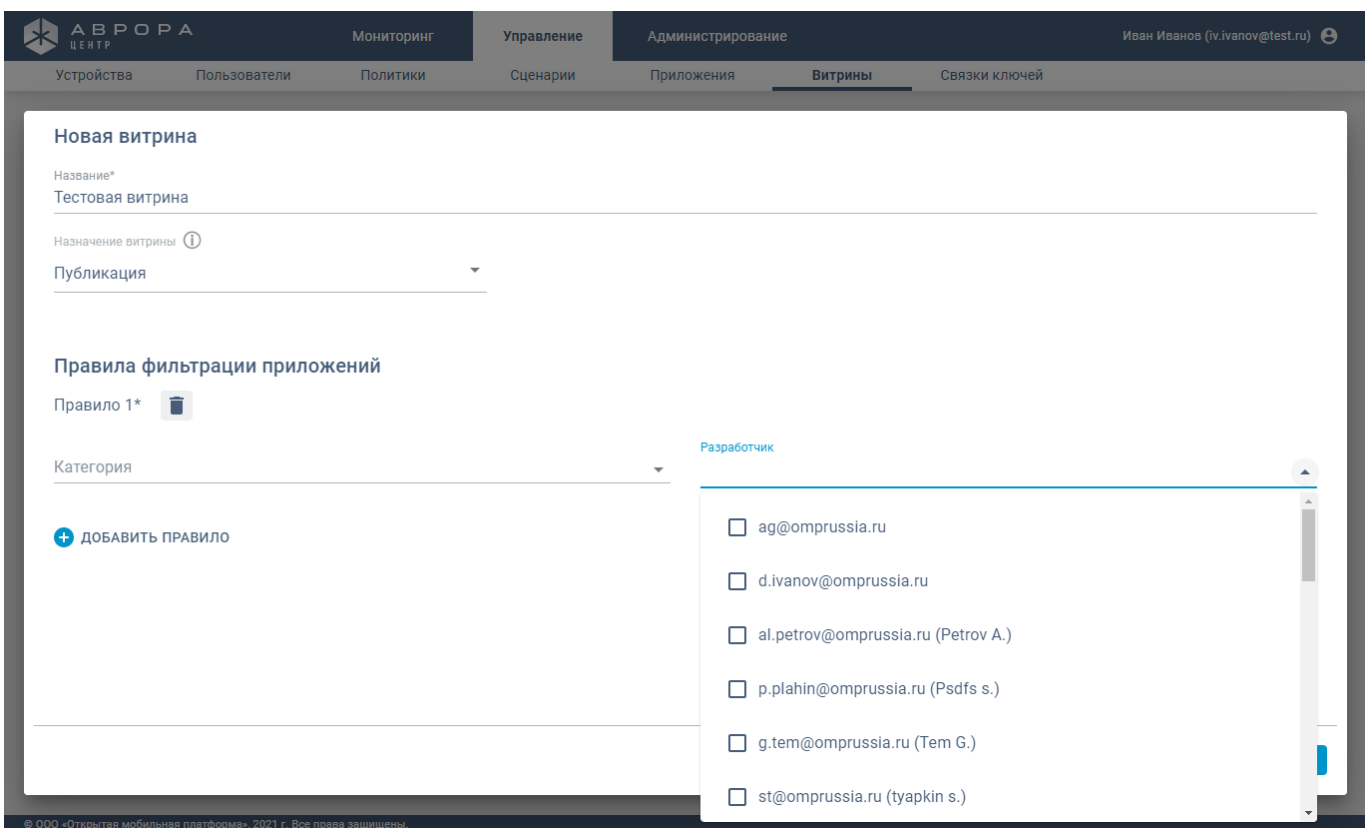 АВРОРА
ЦЕНТР
Мониторинг Управление Администрирование Иван Иванов (iv.ivanov@test.ru)
Устройства Пользователи Политики Сценарии Приложения Витрины Связки ключей
Новая витрина
Название*
Тестовая витрина
Назначение витрины
Публикация
Правила фильтрации приложений
Правило 1*
Категория
Разработчик
ДОБАВИТЬ ПРАВИЛО
ag@omprussia.ru
d.ivanov@omprussia.ru
al.petrov@omprussia.ru (Petrov A.)
p.plahin@omprussia.ru (Psdfs s.)
g.tem@omprussia.ru (Tem G.)
st@omprussia.ru (tyapkin s.)
© ООО «Открытая мобильная платформа», 2021 г. Все права защищены.